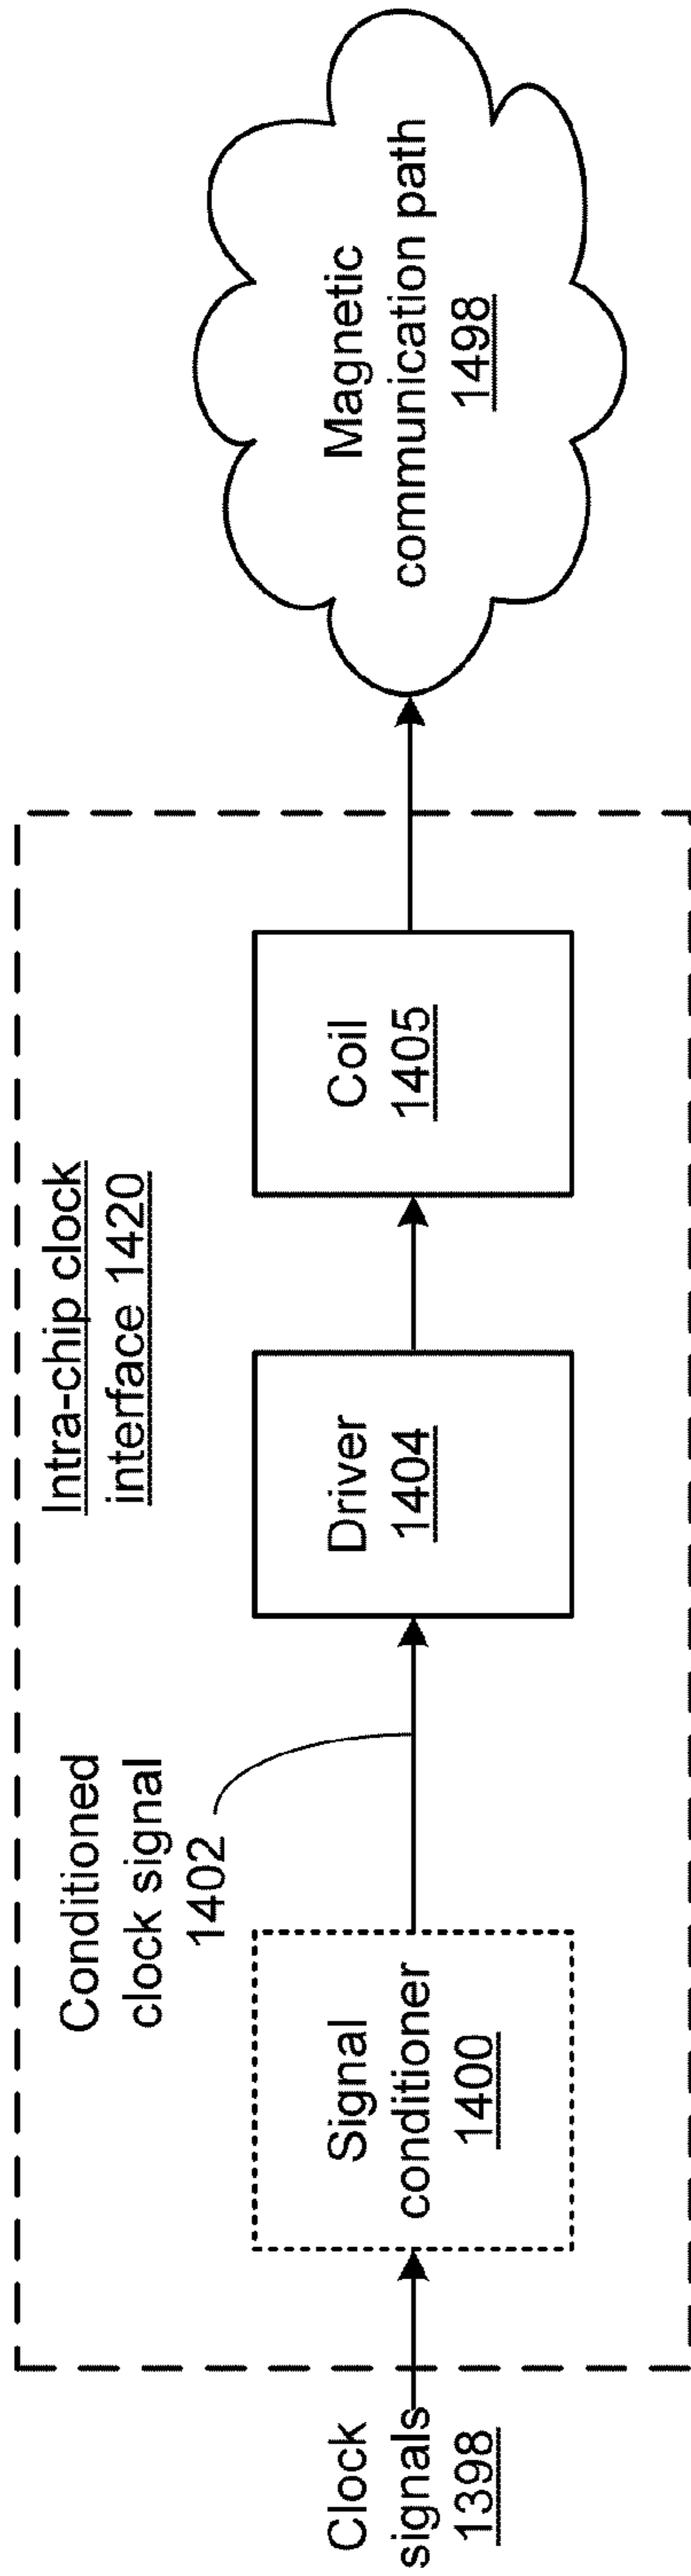 Intra-chip clock
interface 1420
Conditioned
clock signal
1402
Clock
signals
1398
Signal
conditioner
1400
Driver
1404
Coil
1405
Magnetic
communication path
1498